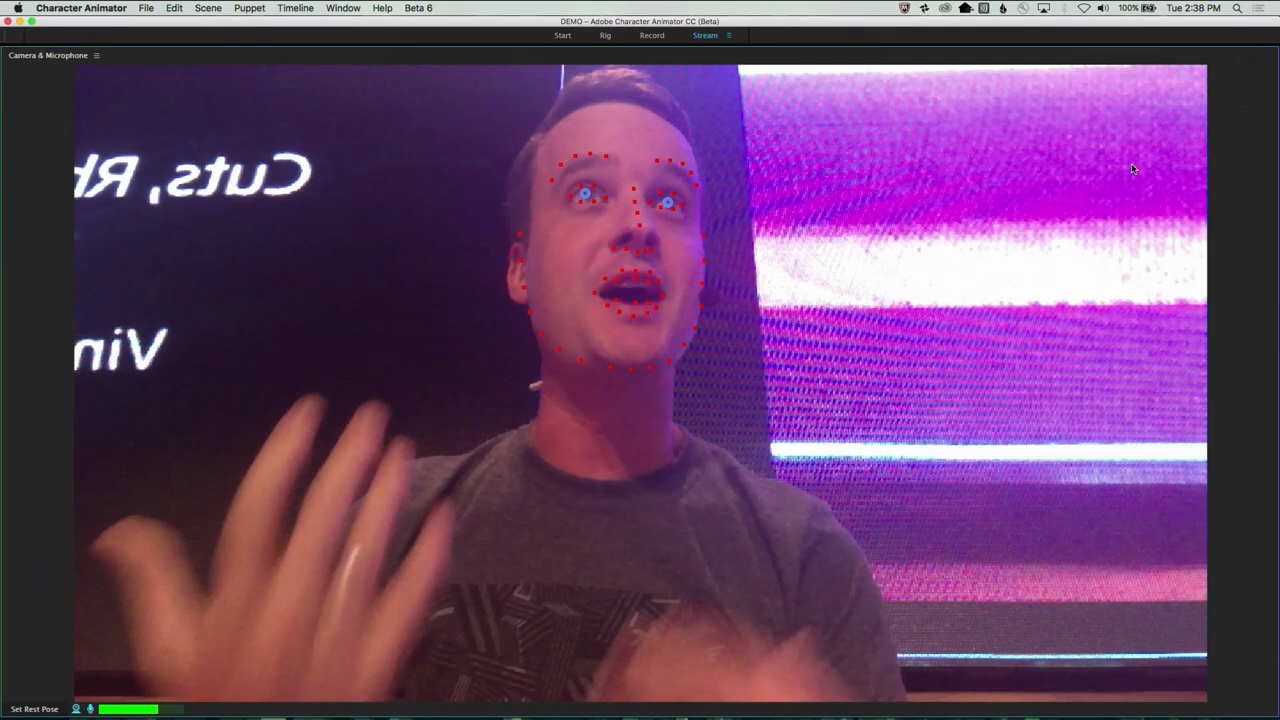 Character Animator File Edit Scene Puppet Timeline Window Help Beta 6 100% Tue 2:38 PM
DEMO – Adobe Character Animator CC (Beta)
Start Rig Record Stream
Camera & Microphone
Cuts, Rh
Vin
Set Rest Pose